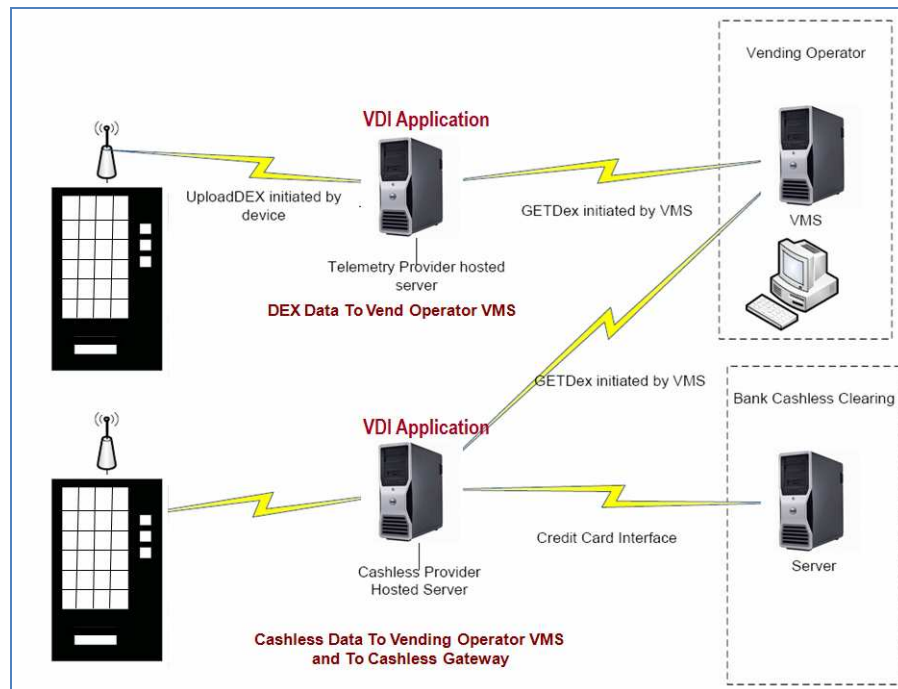 Vending Operator
VDI Application
UploadDEX initiated by
device
GETDex initiated by VMS
VMS
Telemetry Provider hosted
server
DEX Data To Vend Operator VMS
GETDex initiated by VMS
Bank Cashless Clearing
VDI Application
Credit Card Interface
Server
Cashless Provider
Hosted Server
Cashless Data To Vending Operator VMS
and To Cashless Gateway